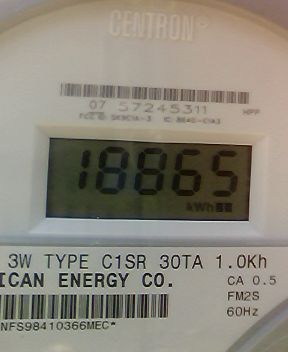 CENTRON®
07 57245311 HPP
18865
kWh
3W TYPE C1SR 30TA 1.0Kh
ICAN ENERGY CO. CA 0.5
FM2S
NFS98410366MEC* 60Hz